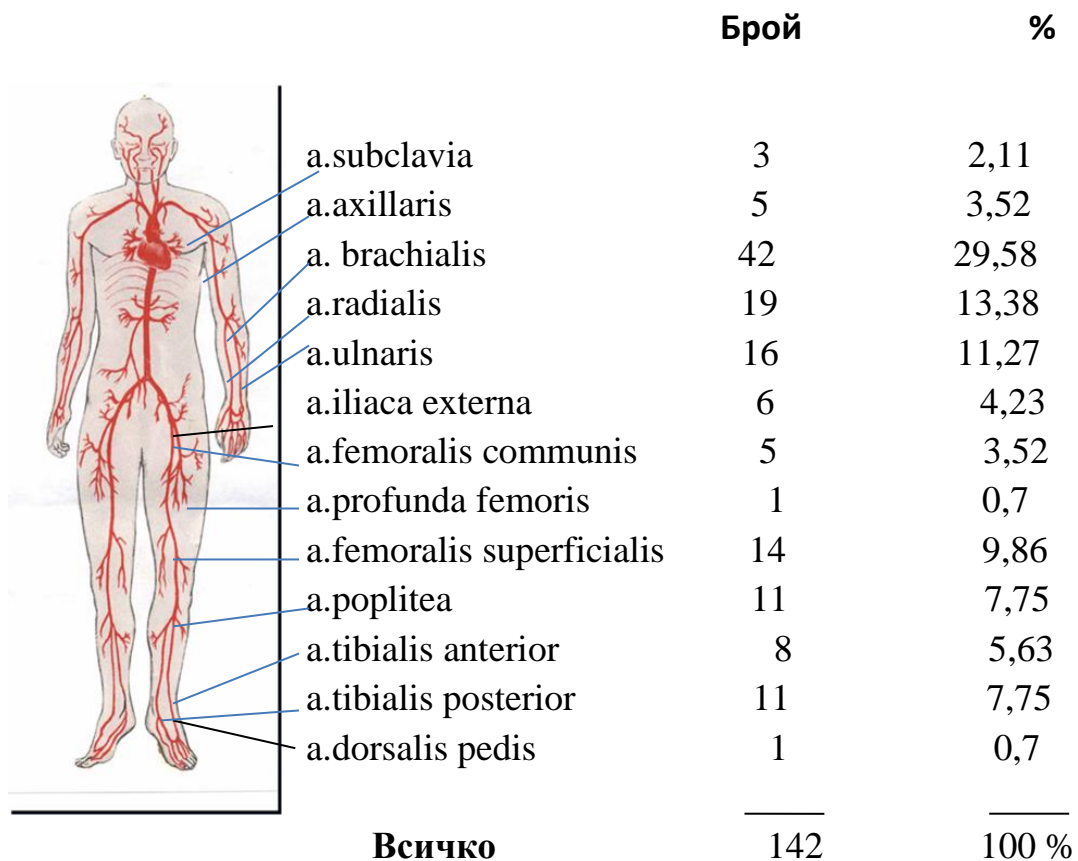 Брой %
a.subclavia 3 2,11
a.axillaris 5 3,52
a. brachialis 42 29,58
a.radialis 19 13,38
a.ulnaris 16 11,27
a.iliaca externa 6 4,23
a.femoralis communis 5 3,52
a.profunda femoris 1 0,7
a.femoralis superficialis 14 9,86
a.poplitea 11 7,75
a.tibialis anterior 8 5,63
a.tibialis posterior 11 7,75
a.dorsalis pedis 1 0,7
Всичко 142 100 %